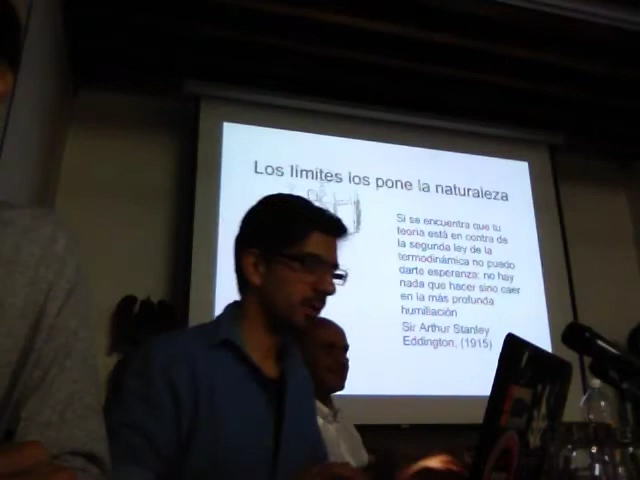 Los límites los pone la naturaleza
Si se encuentra que tu
teoría está en contra de
la segunda ley de la
termodinámica no puedo
darte esperanza: no hay
nada que hacer sino caer
en la más profunda
humillación
Sir Arthur Stanley
Eddington, (1915)